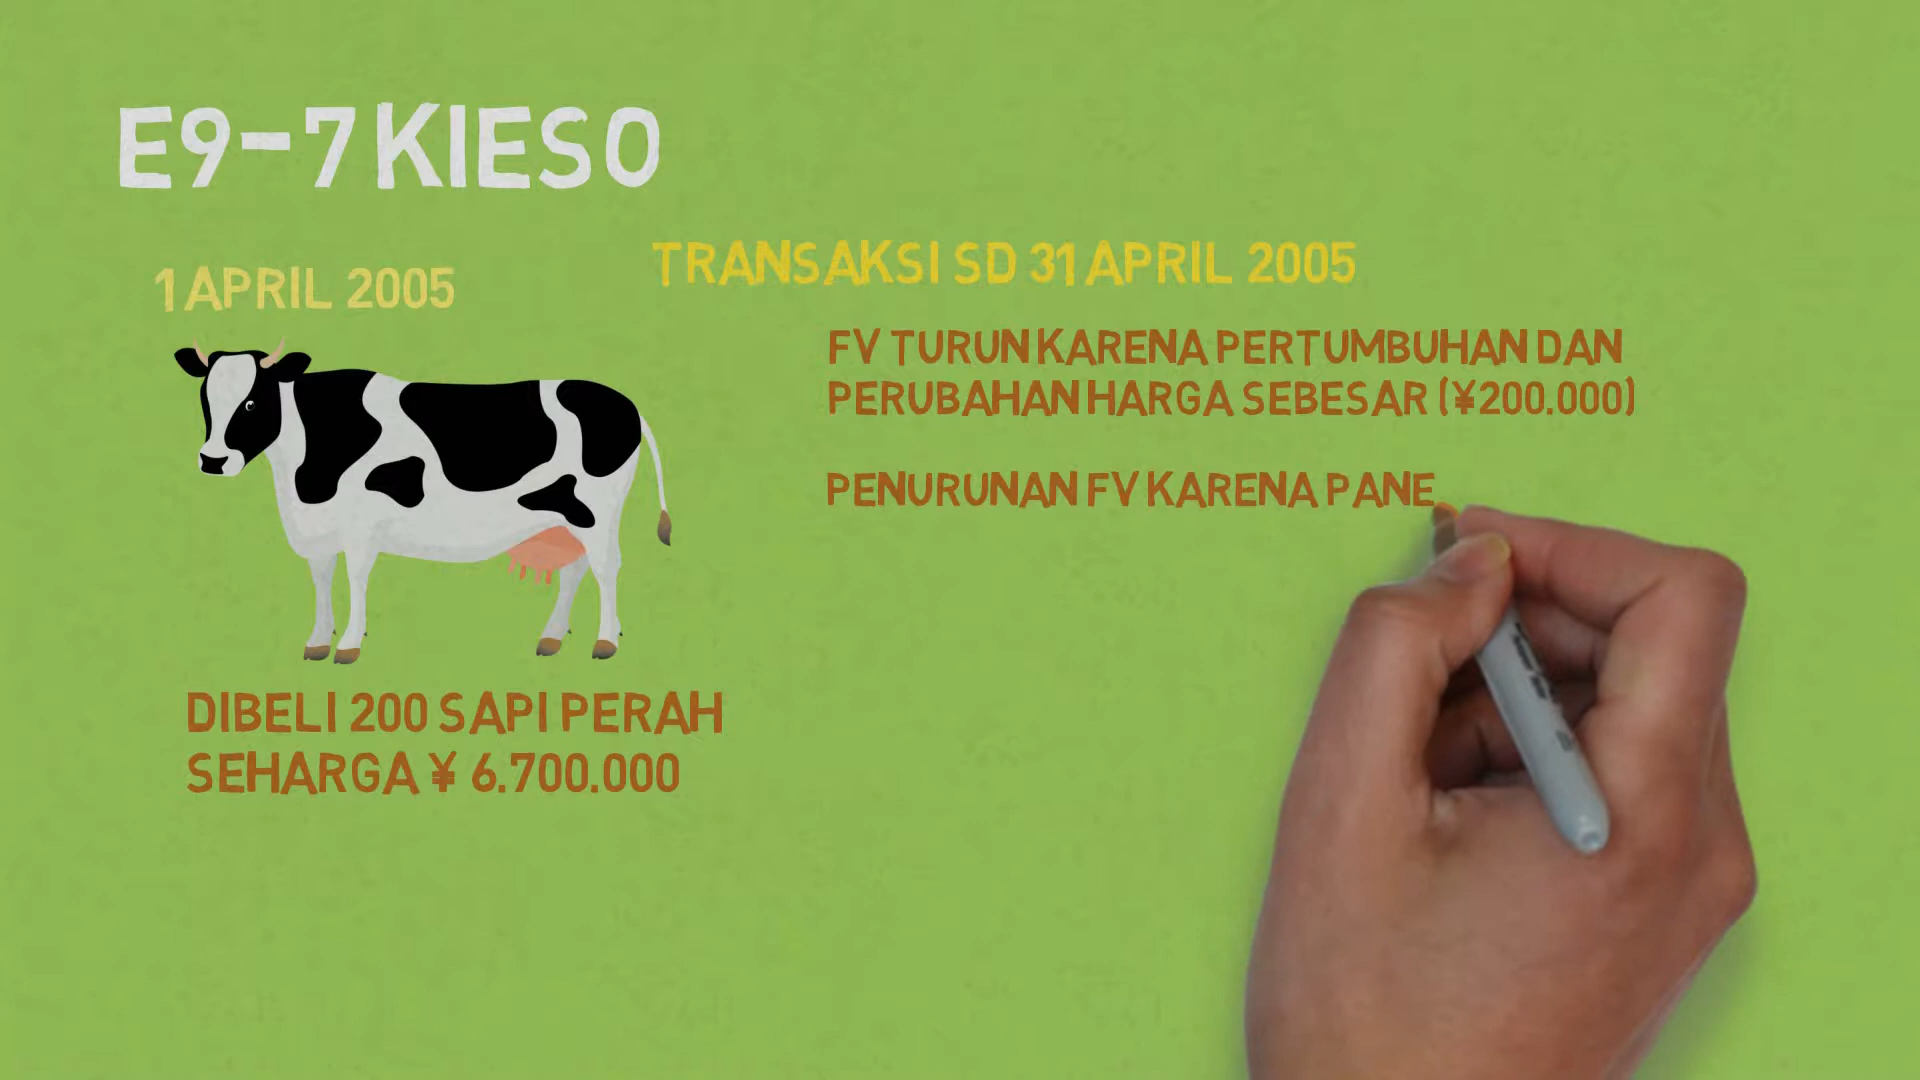 E9-7 KIESO
1 APRIL 2005
DIBELI 200 SAPI PERAH
SEHARGA ¥ 6.700.000
TRANSAKSI SD 31 APRIL 2005
FV TURUN KARENA PERTUMBUHAN DAN
PERUBAHAN HARGA SEBESAR (¥200.000)
PENURUNAN FV KARENA PANE